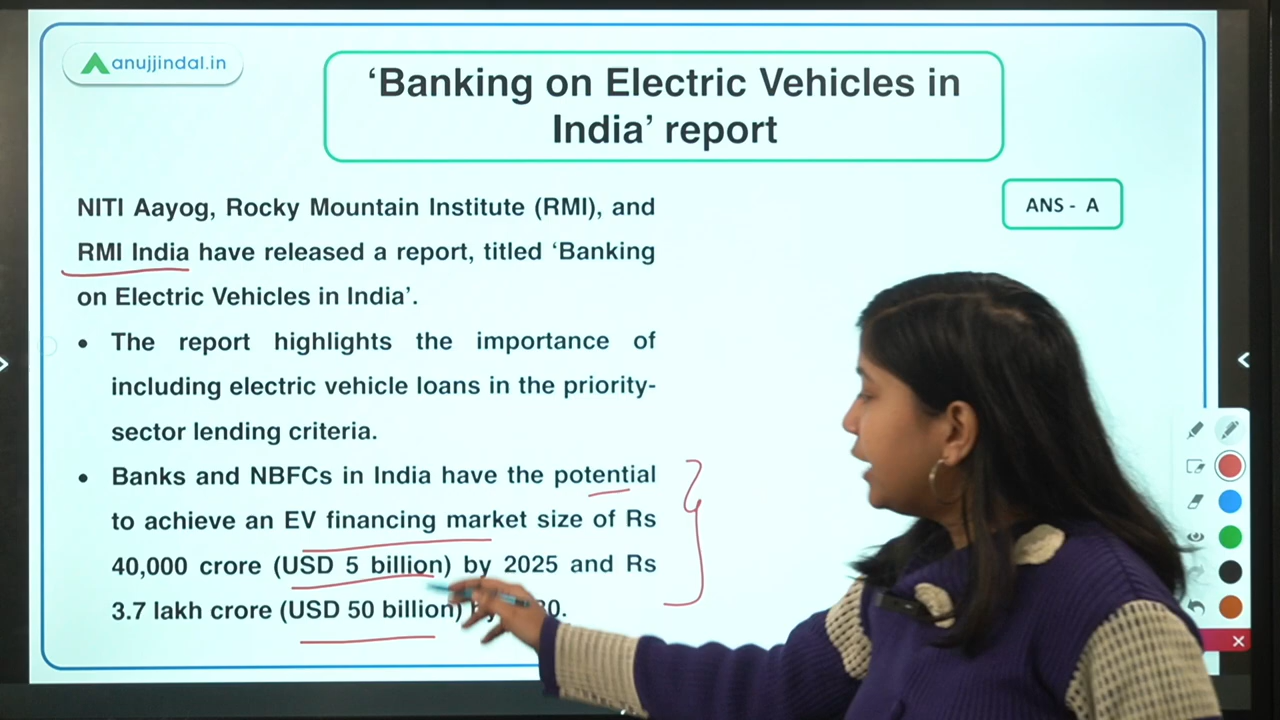 anujjindal.in
‘Banking on Electric Vehicles in
India’ report
ANS - A
NITI Aayog, Rocky Mountain Institute (RMI), and
RMI India have released a report, titled ‘Banking
on Electric Vehicles in India’.
• The report highlights the importance of
including electric vehicle loans in the priority-
sector lending criteria.
• Banks and NBFCs in India have the potential
to achieve an EV financing market size of Rs
40,000 crore (USD 5 billion) by 2025 and Rs
3.7 lakh crore (USD 50 billion)